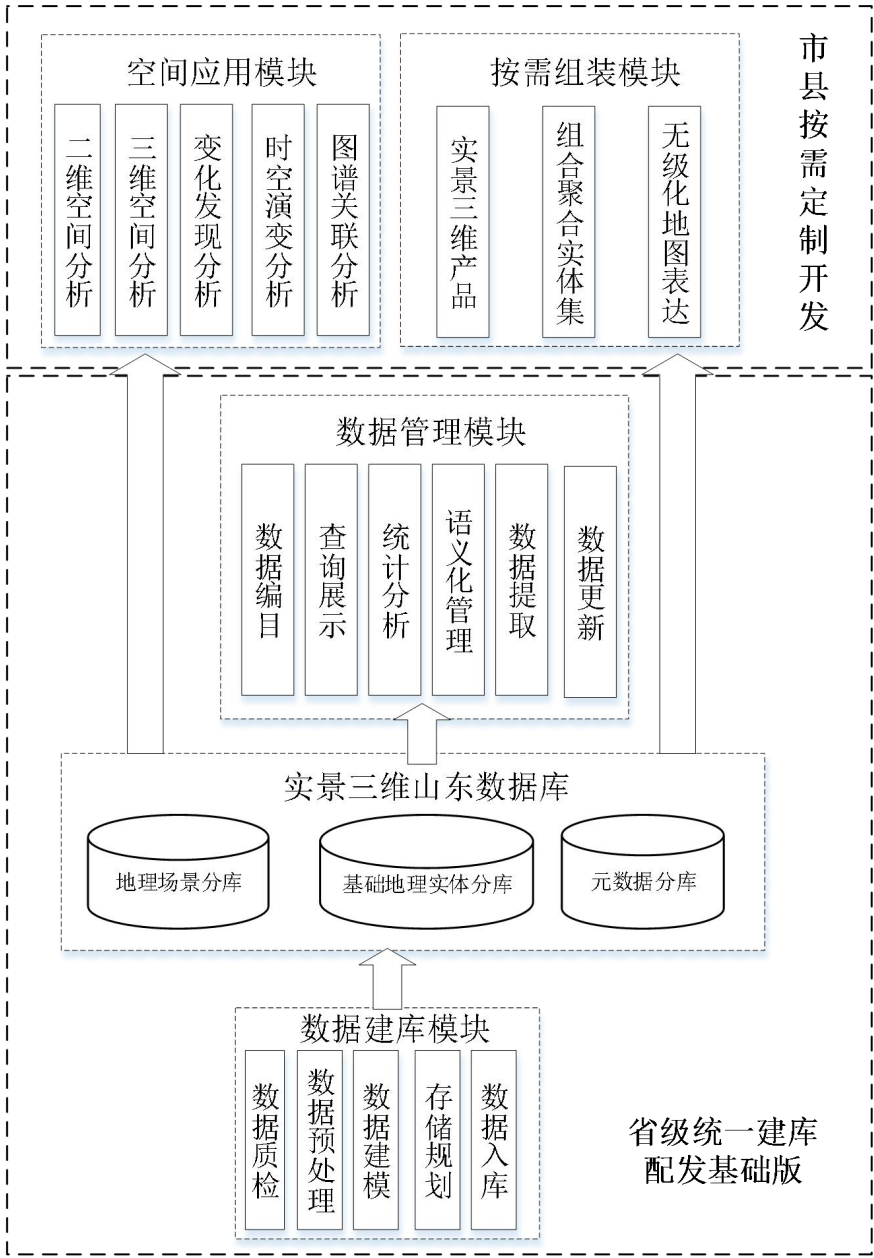 空间应用模块
二维空间分析
三维空间分析
变化发现分析
时空演变分析
图谱关联分析
按需组装模块
实景三维产品
组合聚合实体集
无级化地图表达
市县按需定制开发
数据管理模块
数据编目
查询展示
统计分析
语义化管理
数据提取
数据更新
实景三维山东数据库
地理场景分库
基础地理实体分库
元数据分库
数据建库模块
数据质检
数据预处理
数据建模
存储规划
数据入库
省级统一建库
配发基础版